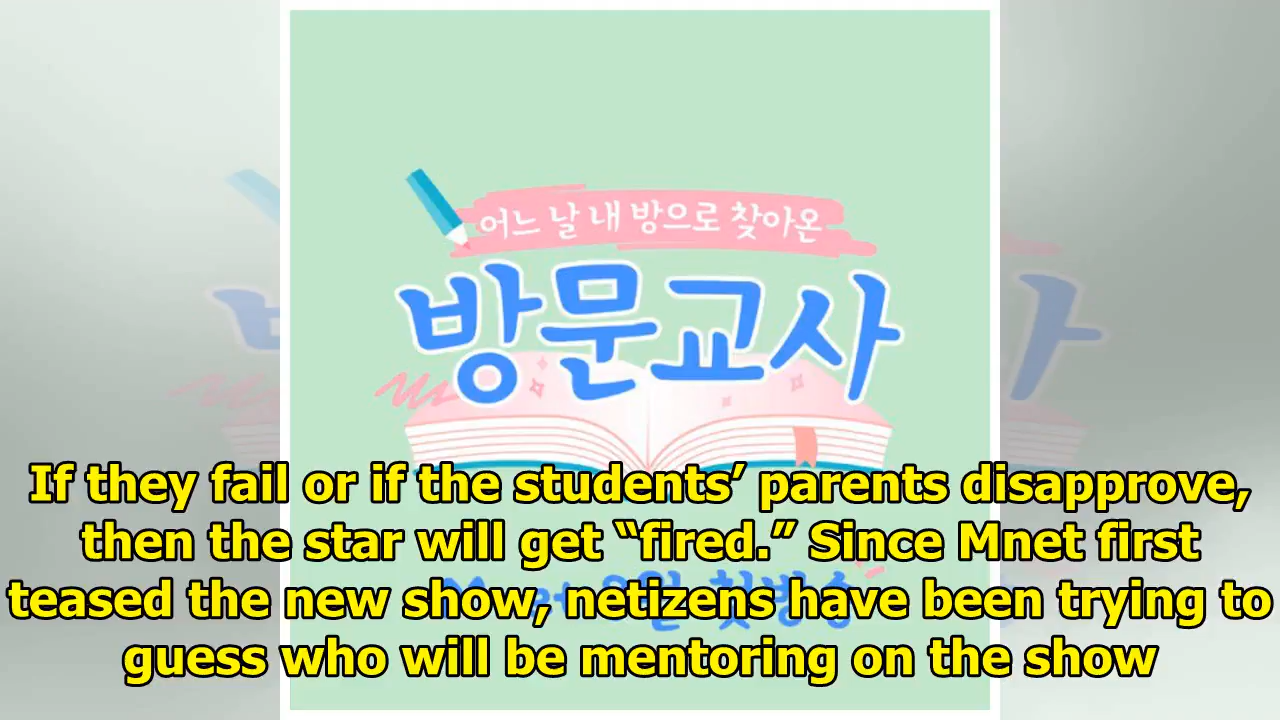 어느 날 내 방으로 찾아온
방문교사
If they fail or if the students’ parents disapprove,
then the star will get “fired.” Since Mnet first
teased the new show, netizens have been trying to
guess who will be mentoring on the show